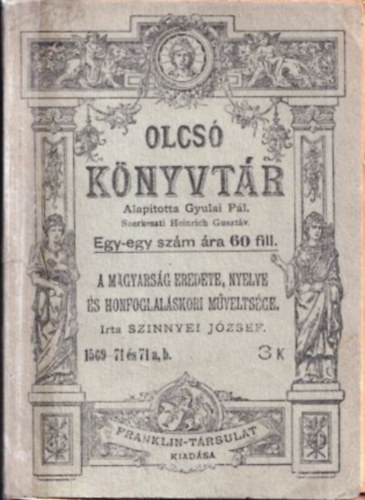 OLCSÓ
KÖNYVTÁR
Alapította Gyulai Pál.
Szerkeszti Heinrich Gusztáv.
Egy-egy szám ára 60 fill.
A MAGYARSÁG EREDETE, NYELVE
ÉS HONFOGLALÁSKORI MŰVELTSÉGE.
Irta SZINNYEI JÓZSEF.
1569—71 és 71 a, b. 3 K
FRANKLIN-TÁRSULAT
KIADÁSA